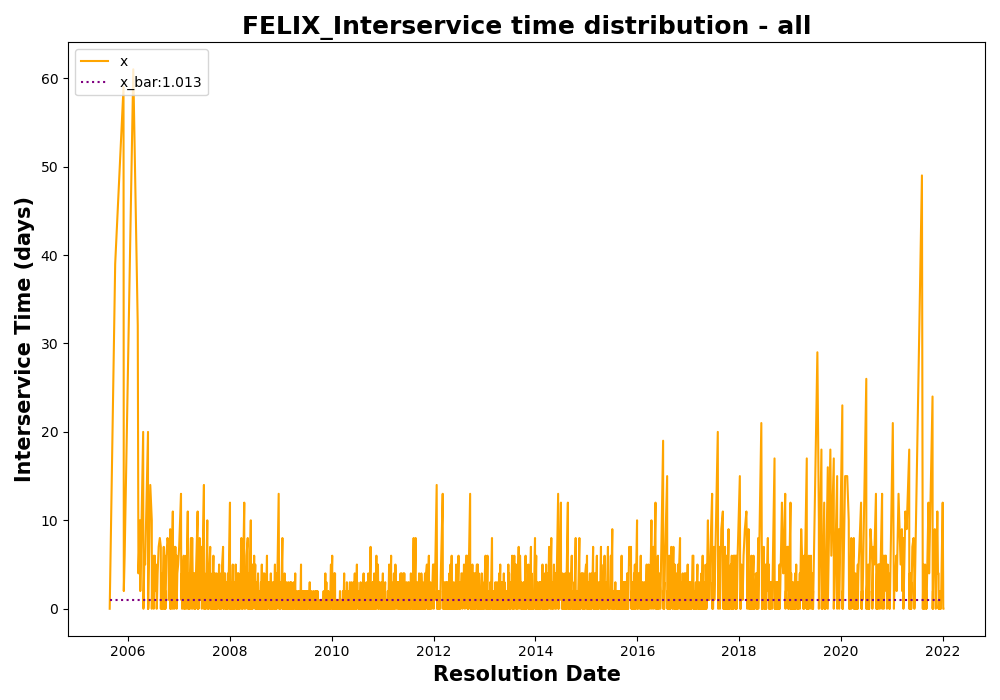 FELIX_Interservice time distribution - all
x
x_bar:1.013
60
50
40
30
20
10
0
Interservice Time (days)
2006 2008 2010 2012 2014 2016 2018 2020 2022
Resolution Date